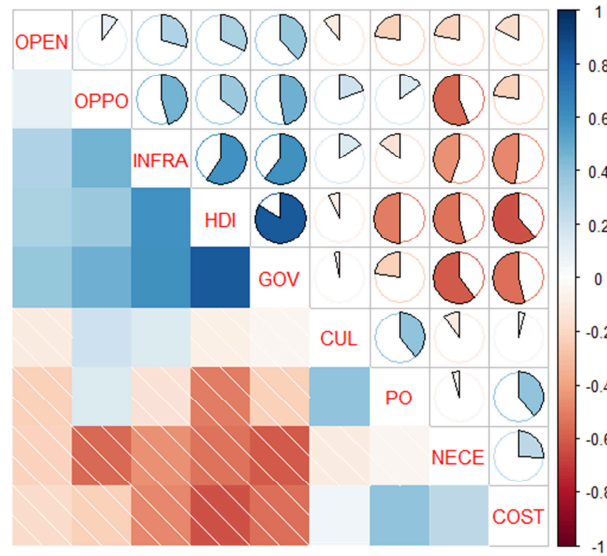 OPEN
OPPO
INFRA
HDI
GOV
CUL
PO
NECE
COST
1
0.8
0.6
0.4
0.2
0
-0.2
-0.4
-0.6
-0.8
-1